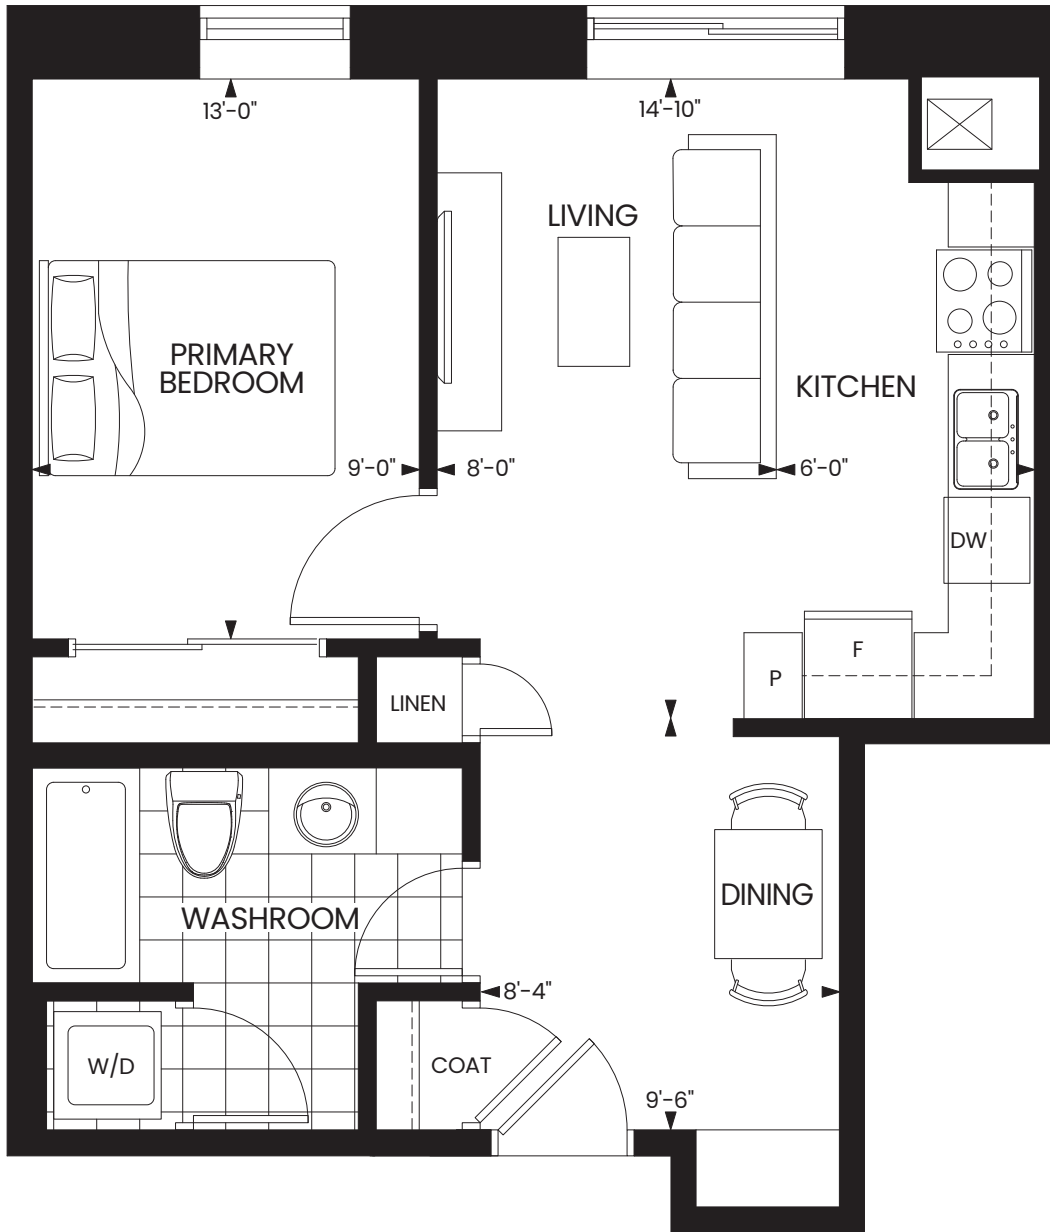 13'-0"
14'-10"
LIVING
PRIMARY
BEDROOM
KITCHEN
9'-0"
8'-0"
6'-0"
DW
F
P
LINEN
DINING
WASHROOM
8'-4"
W/D
COAT
9'-6"